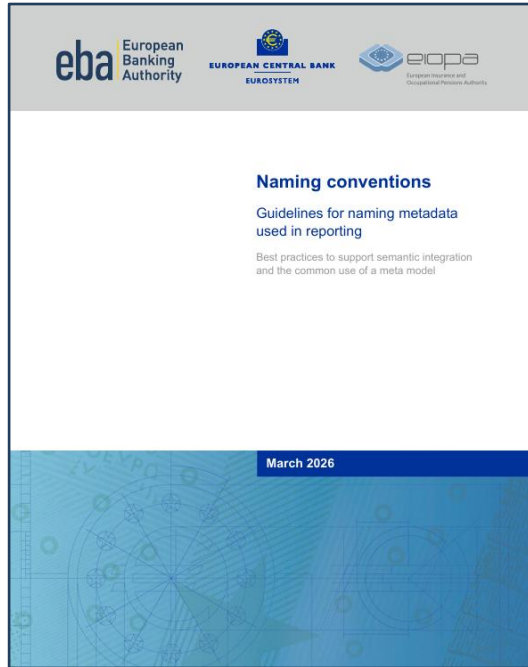 eba European
Banking
Authority
EUROPEAN CENTRAL BANK
EUROSYSTEM
eiopa
European Insurance and
Occupational Pensions Authority
Naming conventions
Guidelines for naming metadata
used in reporting
Best practices to support semantic integration
and the common use of a meta model
March 2026